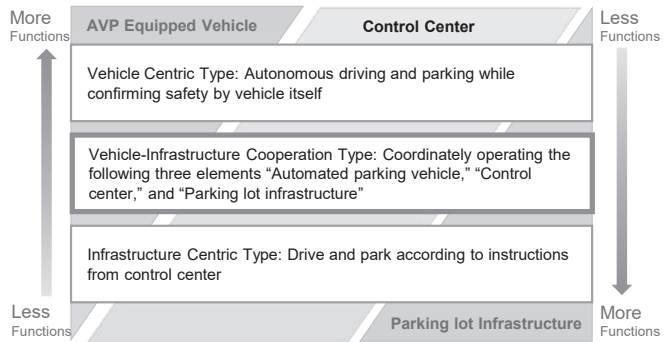 More
Functions
AVP Equipped Vehicle
Control Center
Less
Functions
Vehicle Centric Type: Autonomous driving and parking while
confirming safety by vehicle itself
Vehicle-Infrastructure Cooperation Type: Coordinately operating the
following three elements “Automated parking vehicle,” “Control
center,” and “Parking lot infrastructure”
Infrastructure Centric Type: Drive and park according to instructions
from control center
Less
Functions
Parking lot Infrastructure
More
Functions